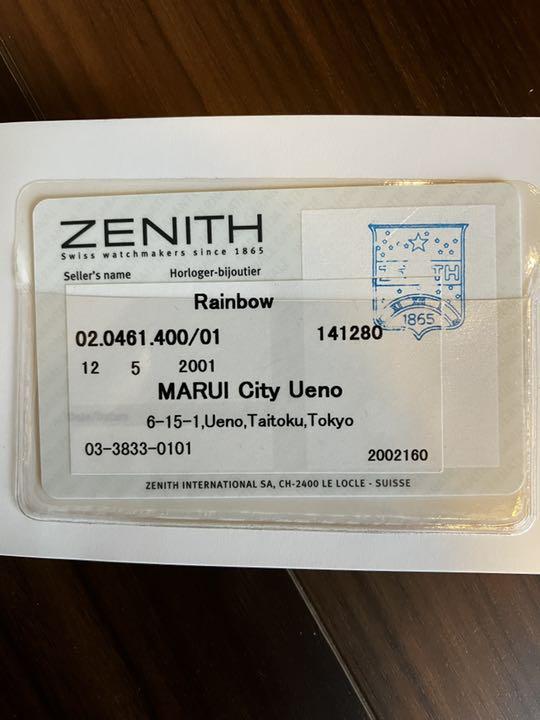 ZENITH
Swiss watchmakers since 1865
Seller's name Horloger-bijoutier
Rainbow
02.0461.400/01 141280
12 5 2001
MARUI City Ueno
6-15-1,Ueno,Taitoku,Tokyo
03-3833-0101 2002160
ZENITH INTERNATIONAL SA, CH-2400 LE LOCLE - SUISSE
TH
1865